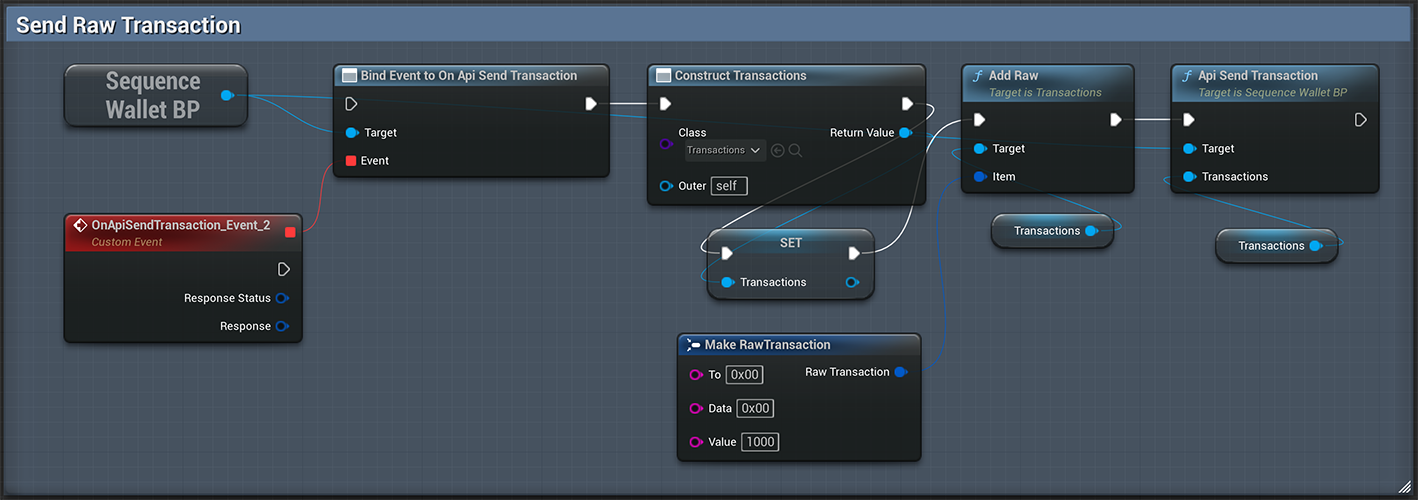 Send Raw Transaction
Sequence
Wallet BP
Bind Event to On Api Send Transaction
Target
Event
OnApiSendTransaction_Event_2
Custom Event
Response Status
Response
Construct Transactions
Class
Transactions
Return Value
Outer self
SET
Transactions
Make RawTransaction
To 0x00
Raw Transaction
Data 0x00
Value 1000
Add Raw
Target is Transactions
Target
Item
Transactions
Api Send Transaction
Target is Sequence Wallet BP
Target
Transactions
Transactions